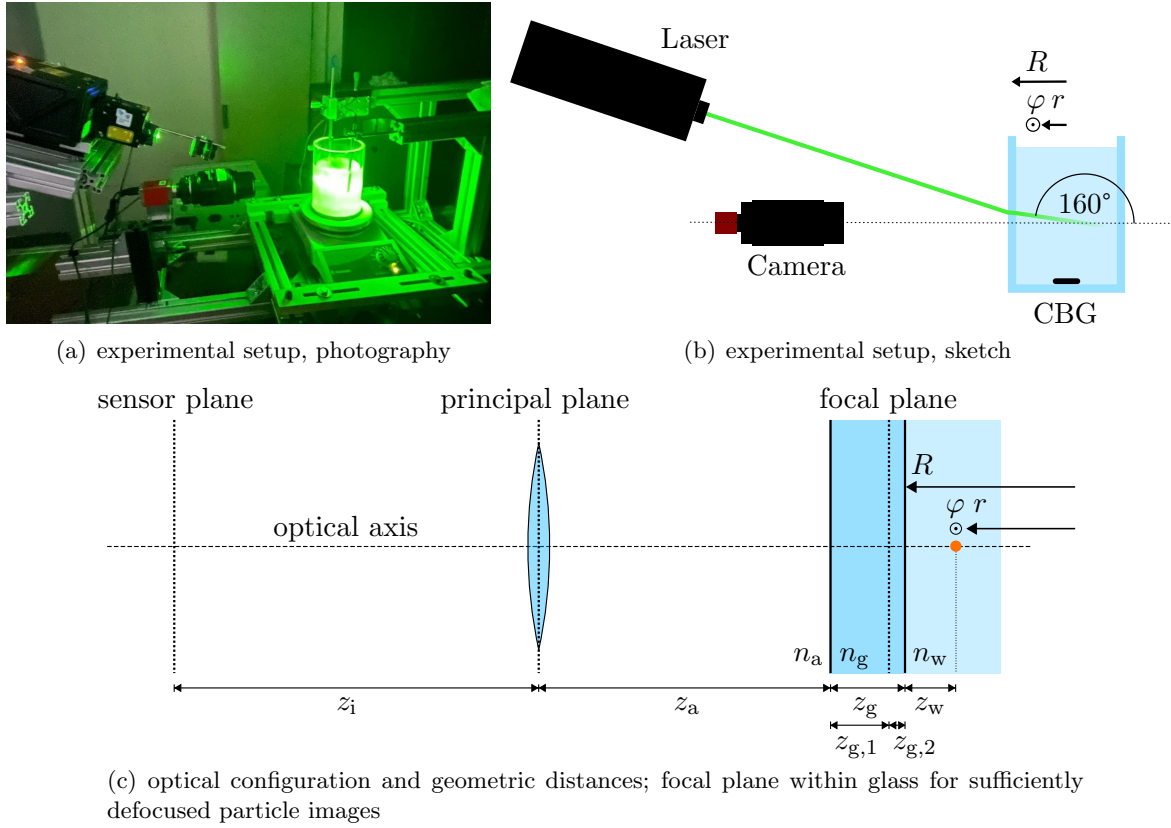 Laser
R
φ r
160°
Camera
CBG
(a) experimental setup, photography
(b) experimental setup, sketch
sensor plane
principal plane
focal plane
R
φ r
optical axis
n_a n_g n_w
z_i z_a z_g z_w
z_g,1 z_g,2
(c) optical configuration and geometric distances; focal plane within glass for sufficiently
defocused particle images